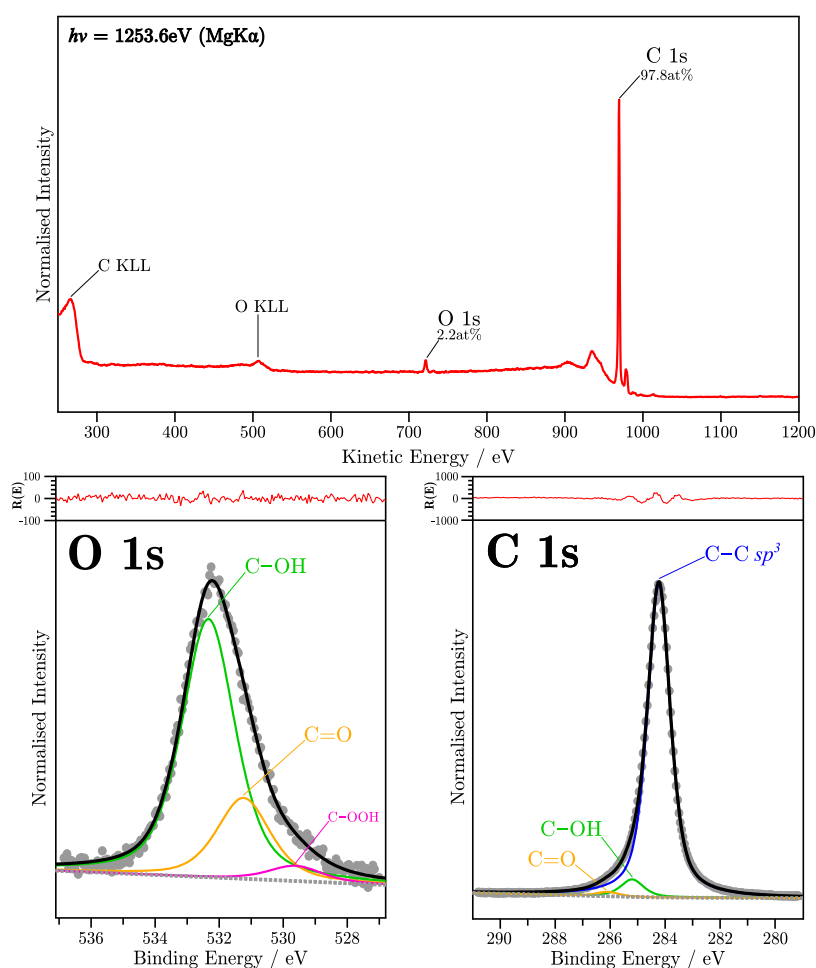 hν = 1253.6eV (MgKα)
C 1s
97.8at%
C KLL
O KLL
O 1s
2.2at%
Normalised Intensity
300 400 500 600 700 800 900 1000 1100 1200
Kinetic Energy / eV
R(E)
100
0
-100
O 1s
C−OH
C=O
C−OOH
Normalised Intensity
536 534 532 530 528
Binding Energy / eV
R(E)
1000
0
-1000
C 1s
C−C sp³
C−OH
C=O
Normalised Intensity
290 288 286 284 282 280
Binding Energy / eV